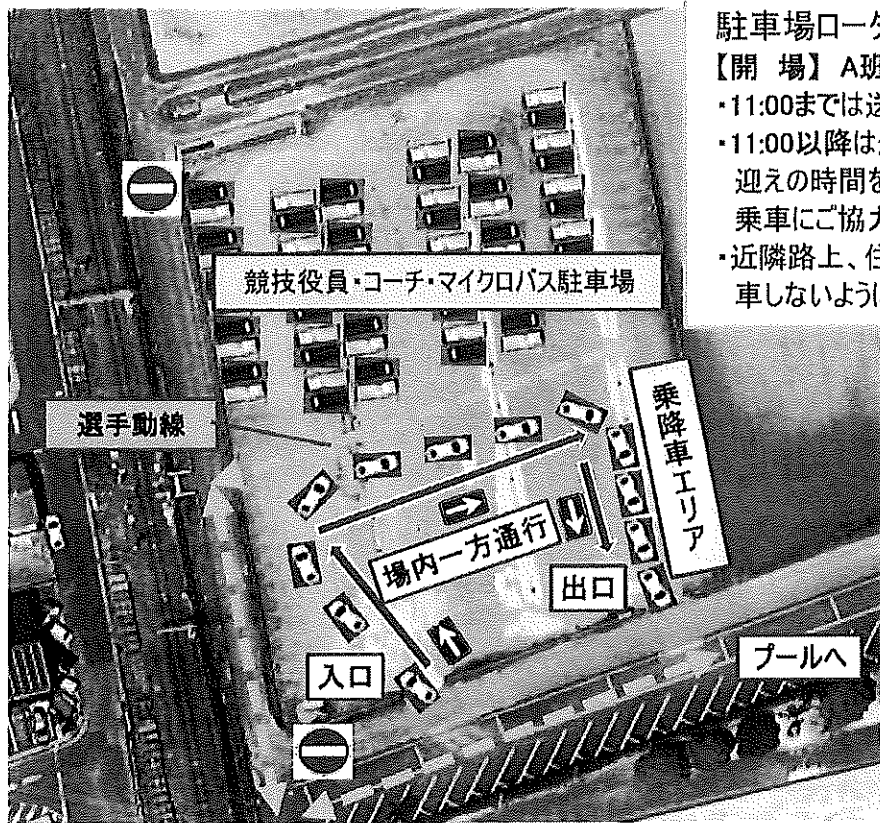 駐車場ロータ
【開 場】 A班
・11:00までは送
・11:00以降は
迎えの時間を
乗車にご協力
・近隣路上、住
車しないように
競技役員・コーチ・マイクロバス駐車場
選手動線
乗降車エリア
場内一方通行
出口
入口
プールへ